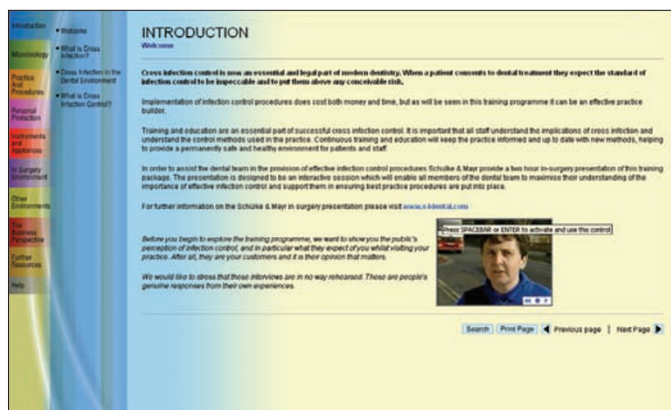 Introduction
Microbiology
Practice
And
Procedures
Personal
Protection
Instruments
and
Appliances
In Surgery
Environment
Other
Environments
The
Business
Perspective
Further
Resources
Help
• Welcome
• What is Cross
Infection?
• Cross Infection in the
Dental Environment
• What is Cross
Infection Control?
INTRODUCTION
Welcome
Cross infection control is now an essential and legal part of modern dentistry. When a patient consents to dental treatment they expect the standard of
infection control to be impeccable and to put them above any conceivable risk.
Implementation of infection control procedures does cost both money and time, but as will be seen in this training programme it can be an effective practice
builder.
Training and education are an essential part of successful cross infection control. It is important that all staff understand the implications of cross infection and
understand the control methods used in the practice. Continuous training and education will keep the practice informed and up to date with new methods, helping
to provide a permanently safe and healthy environment for patients and staff.
In order to assist the dental team in the provision of effective infection control procedures Schülke & Mayr provide a two hour in-surgery presentation of this training
package. The presentation is designed to be an interactive session which will enable all members of the dental team to maximise their understanding of the
importance of effective infection control and support them in ensuring best practice procedures are put into place.
For further information on the Schülke & Mayr in surgery presentation please visit
Before you begin to explore the training programme, we want to show you the public's
perception of infection control, and in particular what they expect of you whilst visiting your
practice. After all, they are your customers and it is their opinion that matters.
We would like to stress that these interviews are in no way rehearsed. These are people's
genuine responses from their own experiences.
Press SPACEBAR or ENTER to activate and use this control
Search Print Page Previous page | Next Page